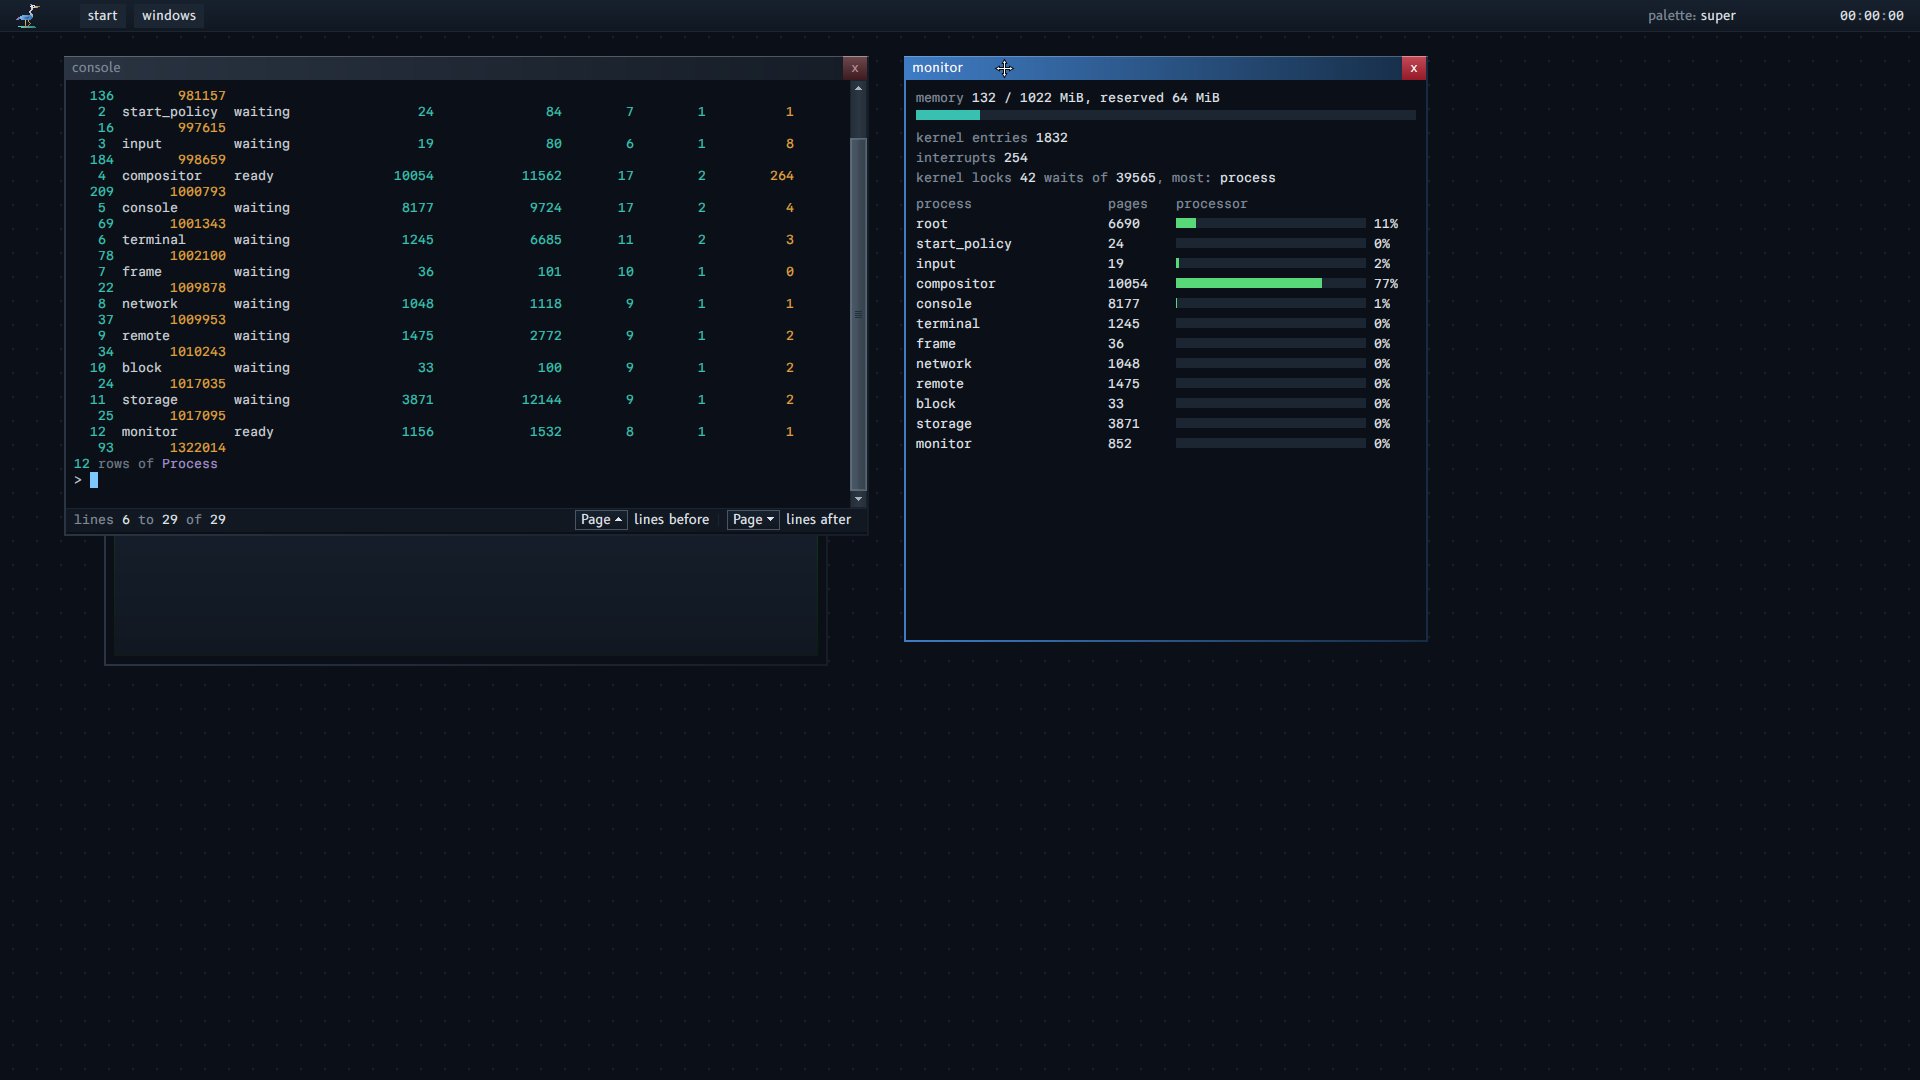 start windows palette: super 00:00:00
console x
136 981157
2 start_policy waiting 24 84 7 1 1
16 997615
3 input waiting 19 80 6 1 8
184 998659
4 compositor ready 10054 11562 17 2 264
209 1000793
5 console waiting 8177 9724 17 2 4
69 1001343
6 terminal waiting 1245 6685 11 2 3
78 1002100
7 frame waiting 36 101 10 1 0
22 1009878
8 network waiting 1048 1118 9 1 1
37 1009953
9 remote waiting 1475 2772 9 1 2
34 1010243
10 block waiting 33 100 9 1 2
24 1017035
11 storage waiting 3871 12144 9 1 2
25 1017095
12 monitor ready 1156 1532 8 1 1
93 1322014
12 rows of Process
>
lines 6 to 29 of 29 Page lines before Page lines after
monitor x
memory 132 / 1022 MiB, reserved 64 MiB
kernel entries 1832
interrupts 254
kernel locks 42 waits of 39565, most: process
process pages processor
root 6690 11%
start_policy 24 0%
input 19 2%
compositor 10054 77%
console 8177 1%
terminal 1245 0%
frame 36 0%
network 1048 0%
remote 1475 0%
block 33 0%
storage 3871 0%
monitor 852 0%